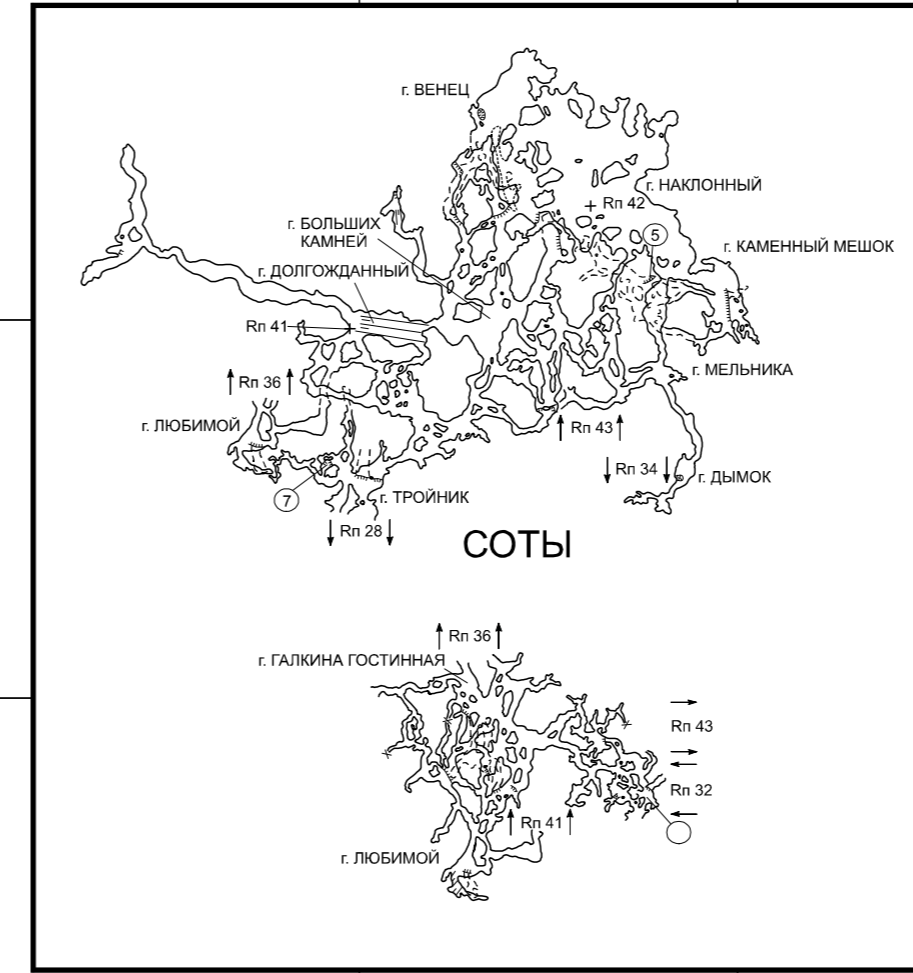 г. ВЕНЕЦ
г. НАКЛОННЫЙ
Rп 42
г. БОЛЬШИХ
КАМНЕЙ
5
г. КАМЕННЫЙ МЕШОК
г. ДОЛГОЖДАННЫЙ
Rп 41
г. МЕЛЬНИКА
Rп 36
г. ЛЮБИМОЙ
Rп 43
Rп 34
г. ДЫМОК
7
г. ТРОЙНИК
Rп 28
СОТЫ
Rп 36
г. ГАЛКИНА ГОСТИННАЯ
Rп 43
Rп 32
Rп 41
г. ЛЮБИМОЙ